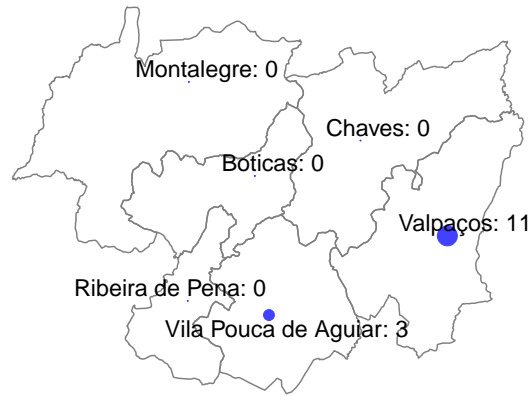 Montalegre: 0
Chaves: 0
Boticas: 0
Valpaços: 11
Ribeira de Pena: 0
Vila Pouca de Aguiar: 3